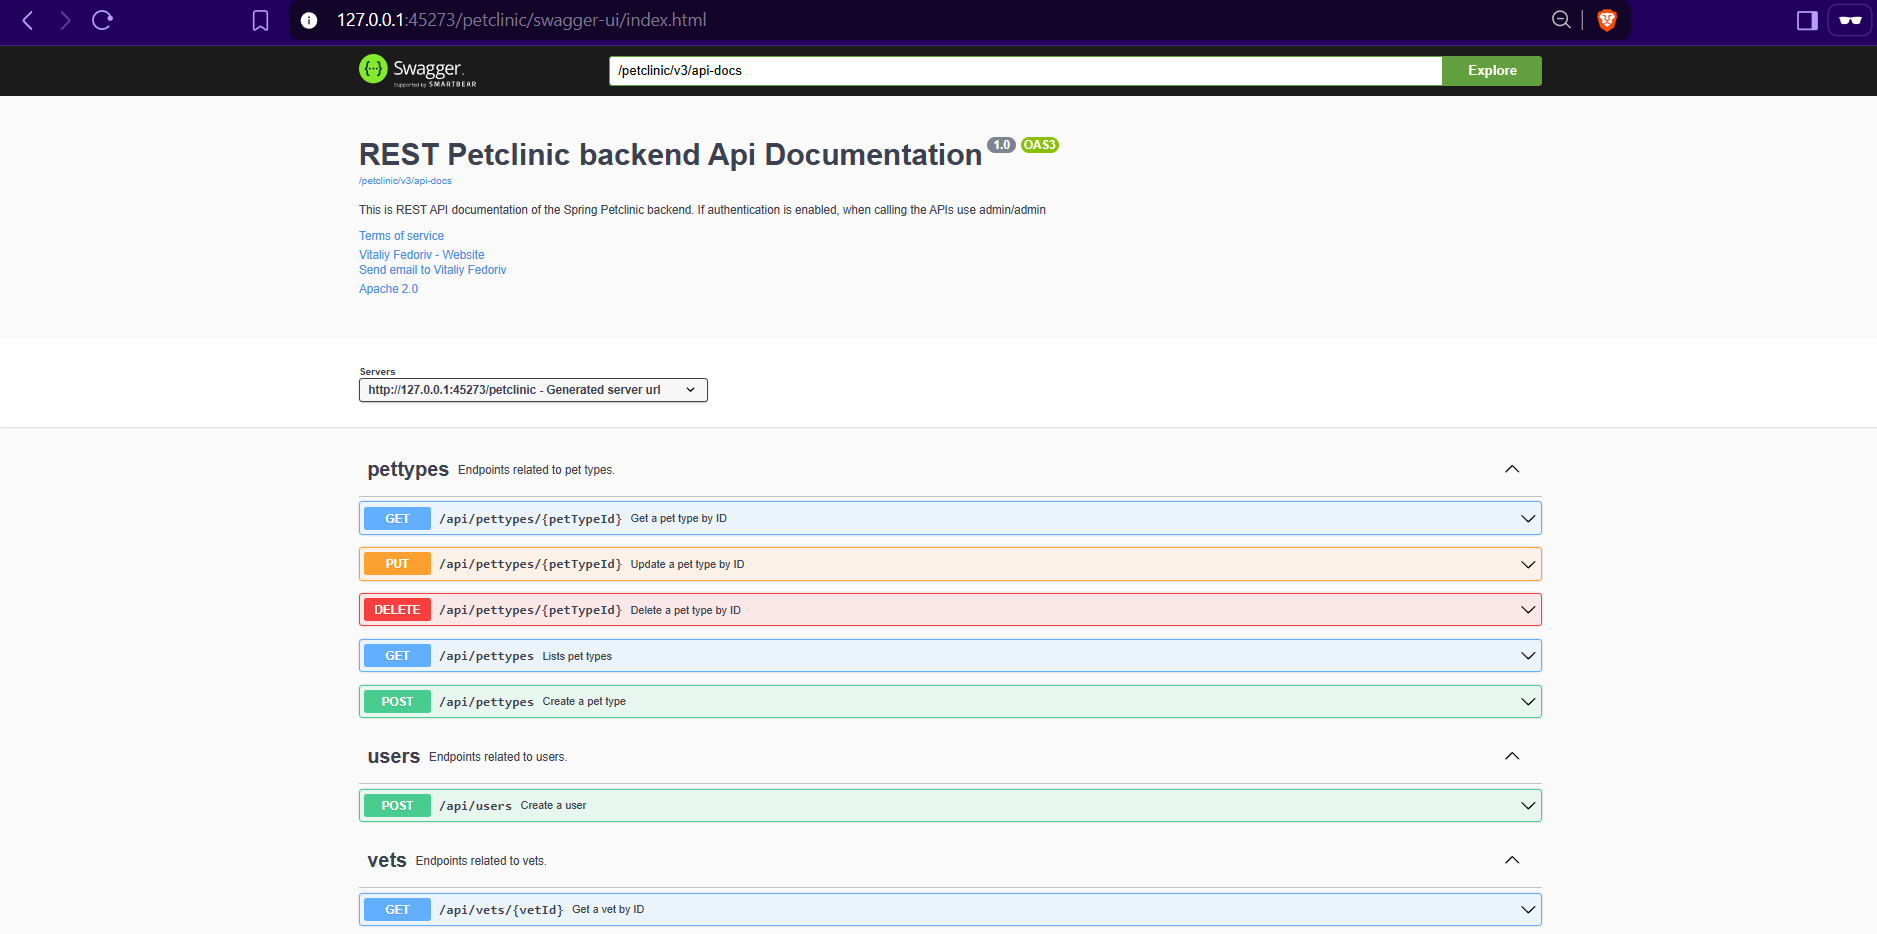 127.0.0.1:45273/petclinic/swagger-ui/index.html
Swagger.
Supported by SMARTBEAR
/petclinic/v3/api-docs
Explore
REST Petclinic backend Api Documentation 1.0 OAS3
/petclinic/v3/api-docs
This is REST API documentation of the Spring Petclinic backend. If authentication is enabled, when calling the APIs use admin/admin
Terms of service
Vitaliy Fedoriv - Website
Send email to Vitaliy Fedoriv
Apache 2.0
Servers
http://127.0.0.1:45273/petclinic - Generated server url
pettypes Endpoints related to pet types.
GET /api/pettypes/{petTypeId} Get a pet type by ID
PUT /api/pettypes/{petTypeId} Update a pet type by ID
DELETE /api/pettypes/{petTypeId} Delete a pet type by ID
GET /api/pettypes Lists pet types
POST /api/pettypes Create a pet type
users Endpoints related to users.
POST /api/users Create a user
vets Endpoints related to vets.
GET /api/vets/{vetId} Get a vet by ID